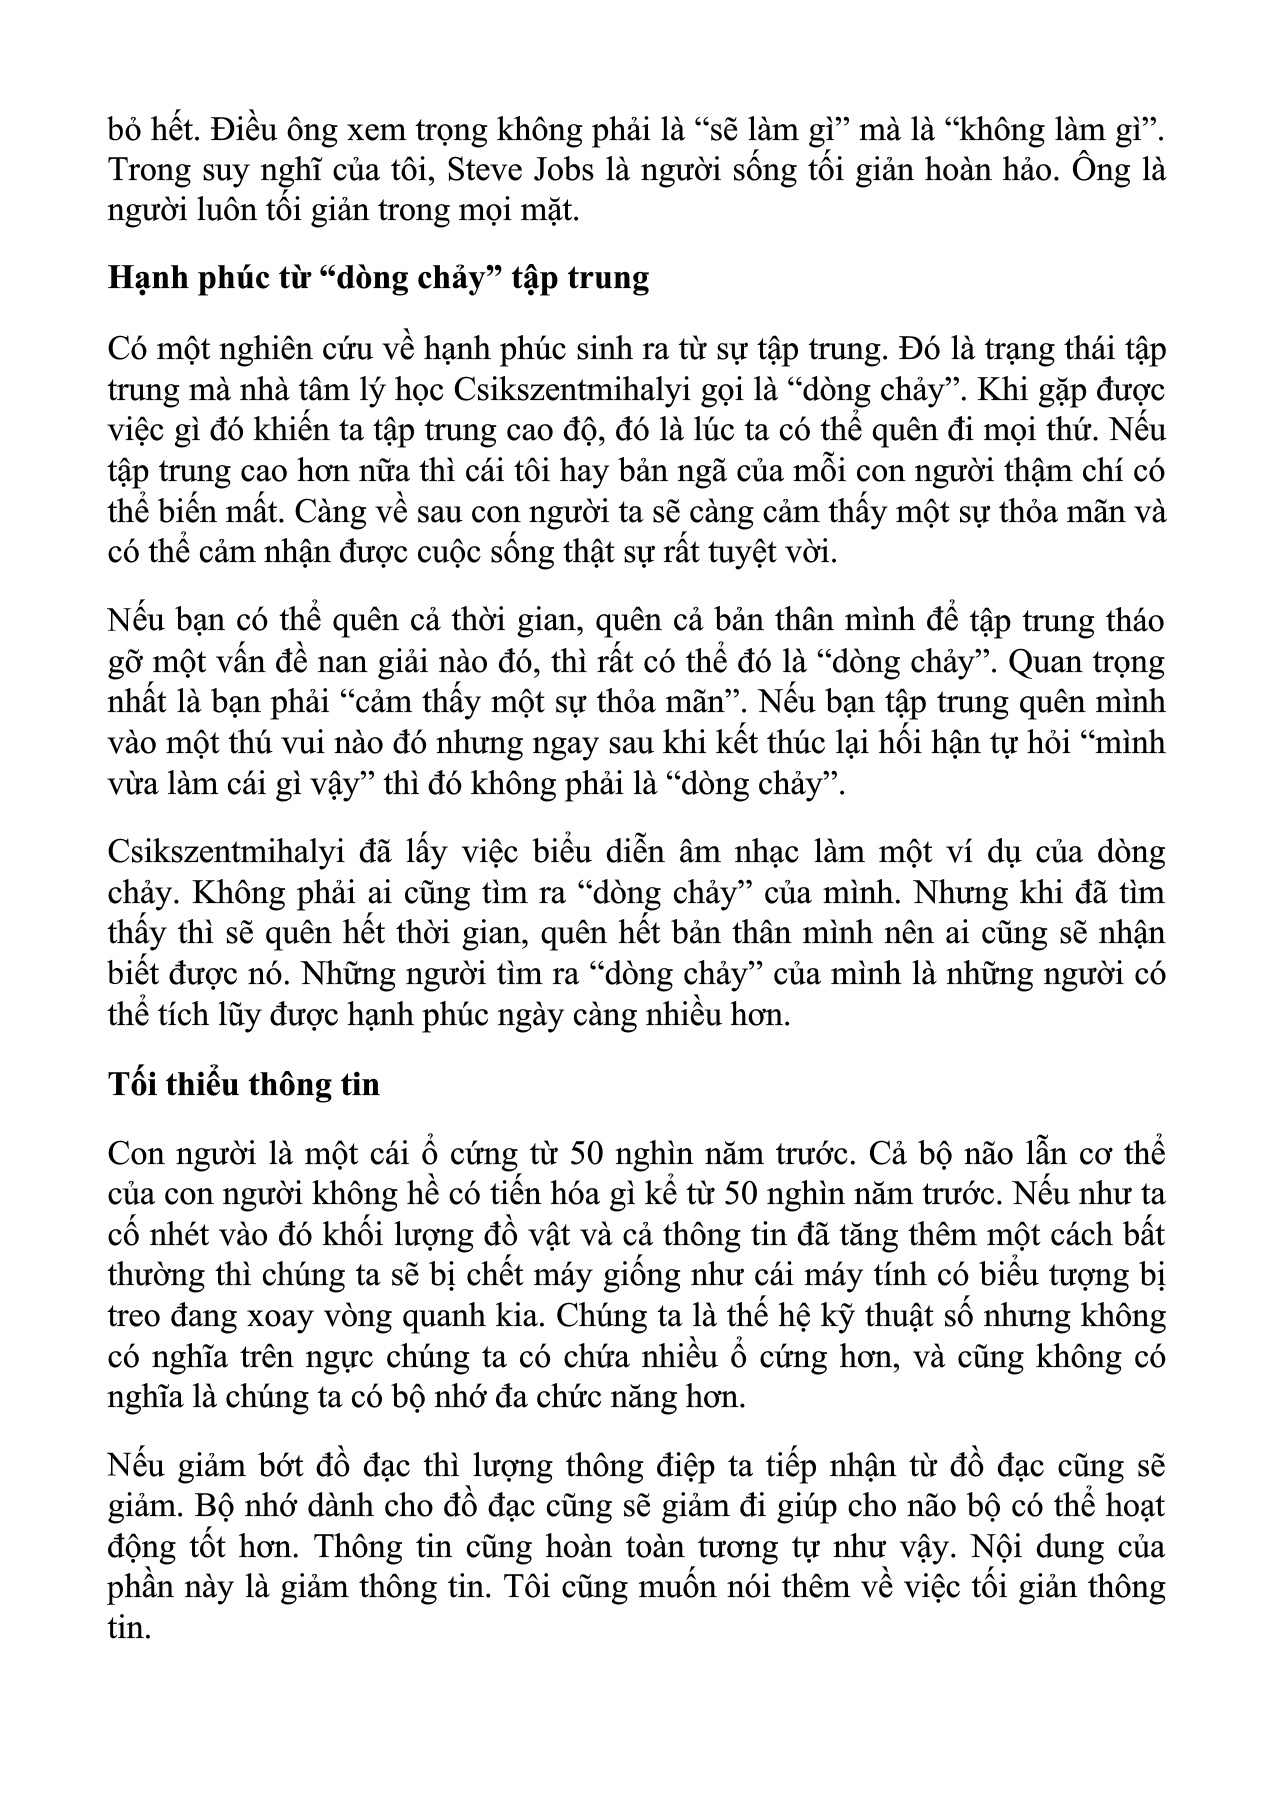 bỏ hết. Điều ông xem trọng không phải là “sẽ làm gì” mà là “không làm gì”.
Trong suy nghĩ của tôi, Steve Jobs là người sống tối giản hoàn hảo. Ông là
người luôn tối giản trong mọi mặt.
Hạnh phúc từ “dòng chảy” tập trung
Có một nghiên cứu về hạnh phúc sinh ra từ sự tập trung. Đó là trạng thái tập
trung mà nhà tâm lý học Csikszentmihalyi gọi là “dòng chảy”. Khi gặp được
việc gì đó khiến ta tập trung cao độ, đó là lúc ta có thể quên đi mọi thứ. Nếu
tập trung cao hơn nữa thì cái tôi hay bản ngã của mỗi con người thậm chí có
thể biến mất. Càng về sau con người ta sẽ càng cảm thấy một sự thỏa mãn và
có thể cảm nhận được cuộc sống thật sự rất tuyệt vời.
Nếu bạn có thể quên cả thời gian, quên cả bản thân mình để tập trung tháo
gỡ một vấn đề nan giải nào đó, thì rất có thể đó là “dòng chảy”. Quan trọng
nhất là bạn phải “cảm thấy một sự thỏa mãn”. Nếu bạn tập trung quên mình
vào một thú vui nào đó nhưng ngay sau khi kết thúc lại hối hận tự hỏi “mình
vừa làm cái gì vậy” thì đó không phải là “dòng chảy”.
Csikszentmihalyi đã lấy việc biểu diễn âm nhạc làm một ví dụ của dòng
chảy. Không phải ai cũng tìm ra “dòng chảy” của mình. Nhưng khi đã tìm
thấy thì sẽ quên hết thời gian, quên hết bản thân mình nên ai cũng sẽ nhận
biết được nó. Những người tìm ra “dòng chảy” của mình là những người có
thể tích lũy được hạnh phúc ngày càng nhiều hơn.
Tối thiểu thông tin
Con người là một cái ổ cứng từ 50 nghìn năm trước. Cả bộ não lẫn cơ thể
của con người không hề có tiến hóa gì kể từ 50 nghìn năm trước. Nếu như ta
cố nhét vào đó khối lượng đồ vật và cả thông tin đã tăng thêm một cách bất
thường thì chúng ta sẽ bị chết máy giống như cái máy tính có biểu tượng bị
treo đang xoay vòng quanh kia. Chúng ta là thế hệ kỹ thuật số nhưng không
có nghĩa trên ngực chúng ta có chứa nhiều ổ cứng hơn, và cũng không có
nghĩa là chúng ta có bộ nhớ đa chức năng hơn.
Nếu giảm bớt đồ đạc thì lượng thông điệp ta tiếp nhận từ đồ đạc cũng sẽ
giảm. Bộ nhớ dành cho đồ đạc cũng sẽ giảm đi giúp cho não bộ có thể hoạt
động tốt hơn. Thông tin cũng hoàn toàn tương tự như vậy. Nội dung của
phần này là giảm thông tin. Tôi cũng muốn nói thêm về việc tối giản thông
tin.